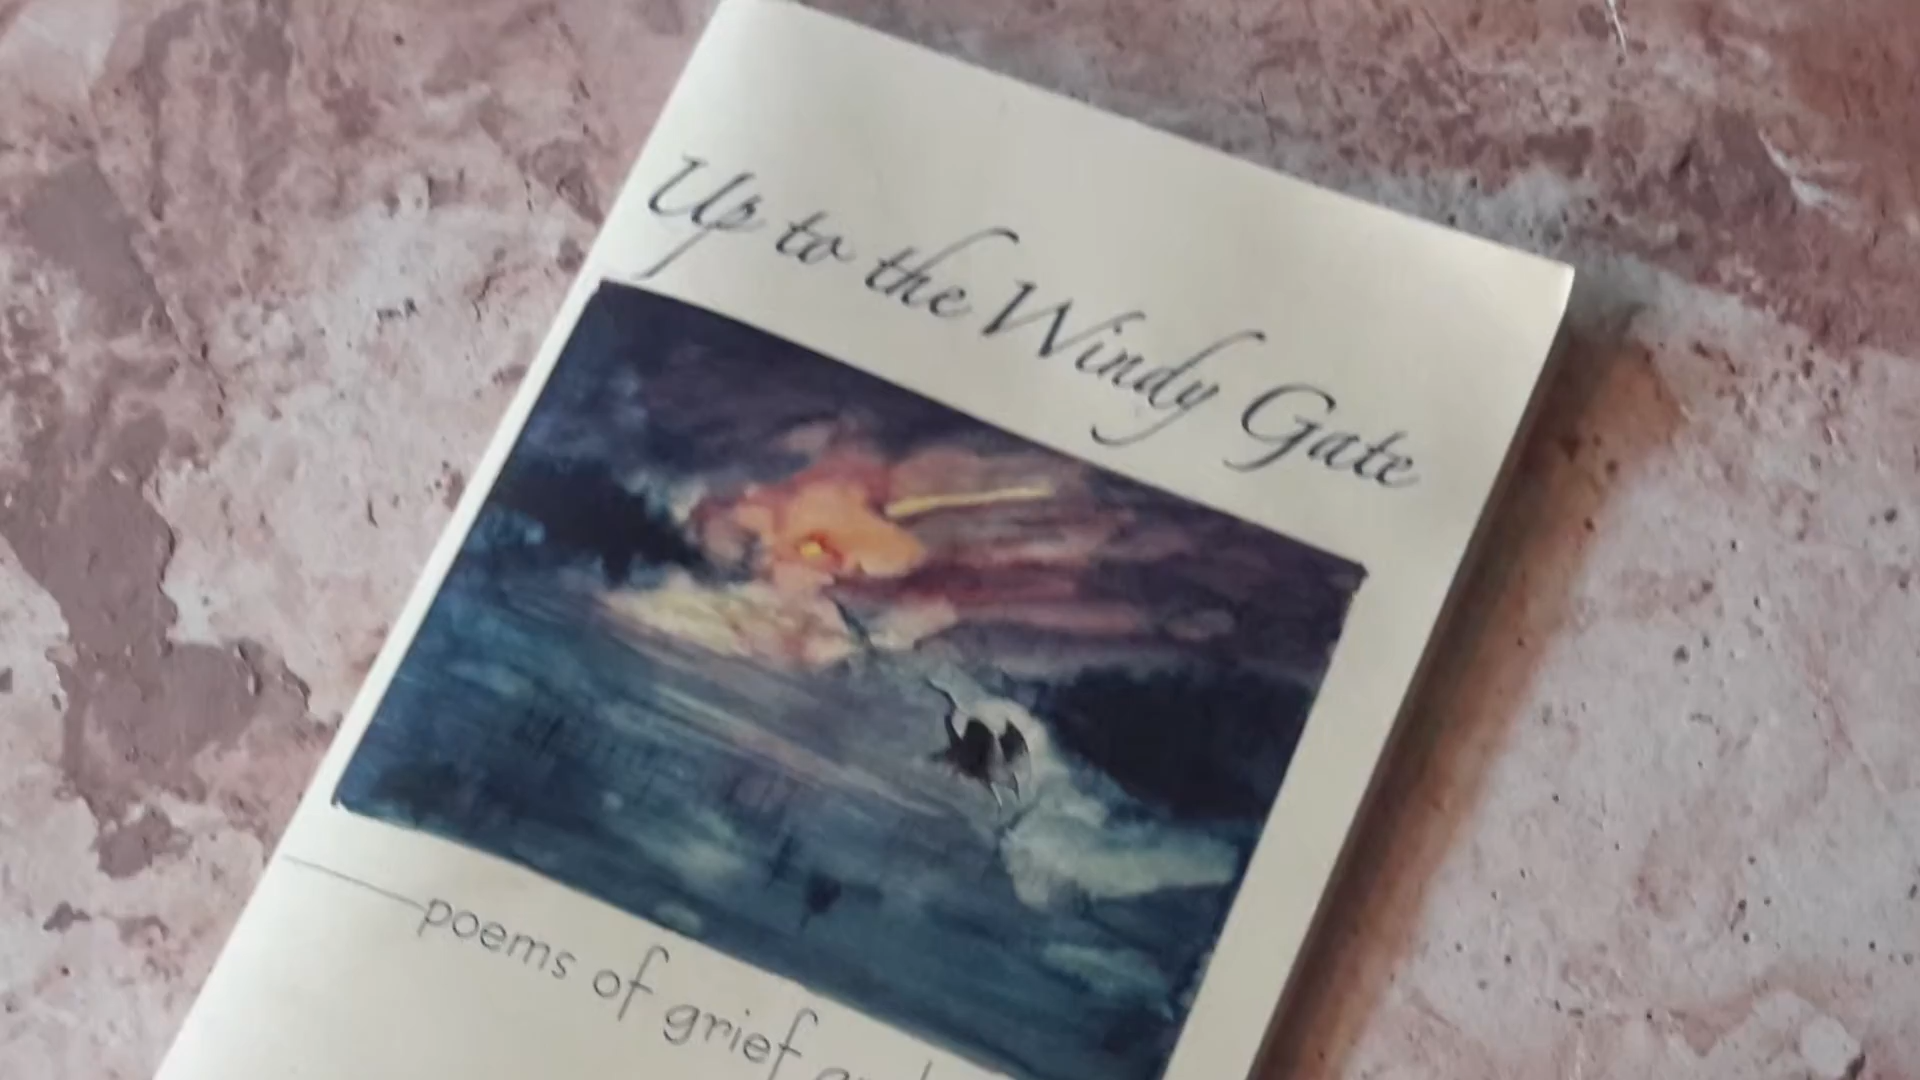 Up to the Windy Gate
poems of grief